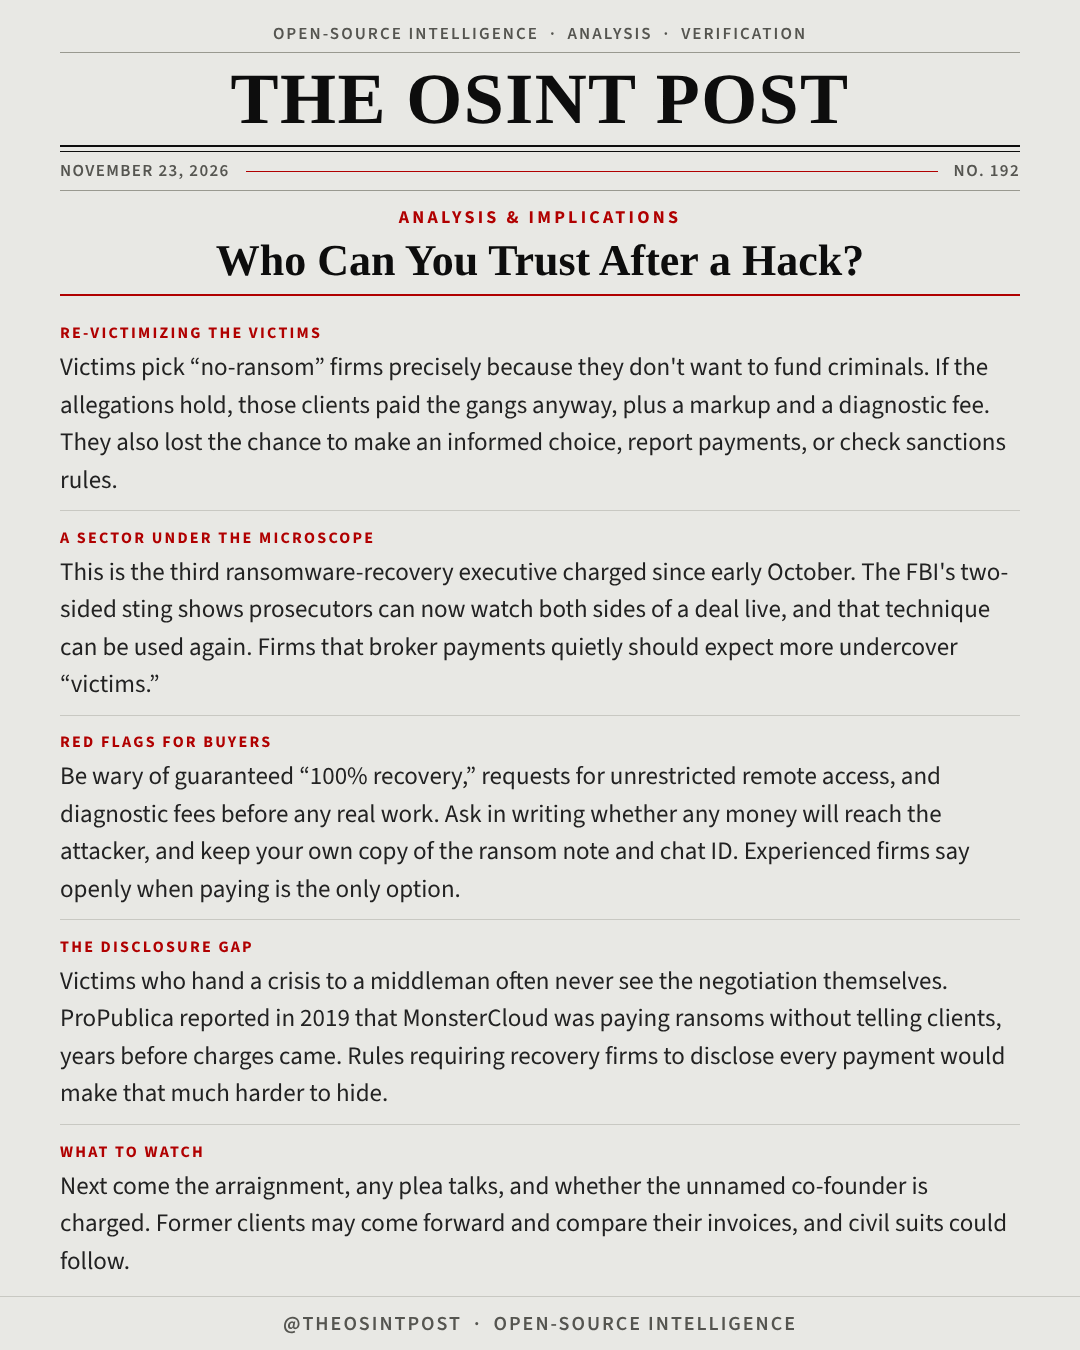 OPEN-SOURCE INTELLIGENCE · ANALYSIS · VERIFICATION
THE OSINT POST
NOVEMBER 23, 2026 NO. 192
ANALYSIS & IMPLICATIONS
Who Can You Trust After a Hack?
RE-VICTIMIZING THE VICTIMS
Victims pick “no-ransom” firms precisely because they don't want to fund criminals. If the
allegations hold, those clients paid the gangs anyway, plus a markup and a diagnostic fee.
They also lost the chance to make an informed choice, report payments, or check sanctions
rules.
A SECTOR UNDER THE MICROSCOPE
This is the third ransomware-recovery executive charged since early October. The FBI's two-
sided sting shows prosecutors can now watch both sides of a deal live, and that technique
can be used again. Firms that broker payments quietly should expect more undercover
“victims.”
RED FLAGS FOR BUYERS
Be wary of guaranteed “100% recovery,” requests for unrestricted remote access, and
diagnostic fees before any real work. Ask in writing whether any money will reach the
attacker, and keep your own copy of the ransom note and chat ID. Experienced firms say
openly when paying is the only option.
THE DISCLOSURE GAP
Victims who hand a crisis to a middleman often never see the negotiation themselves.
ProPublica reported in 2019 that MonsterCloud was paying ransoms without telling clients,
years before charges came. Rules requiring recovery firms to disclose every payment would
make that much harder to hide.
WHAT TO WATCH
Next come the arraignment, any plea talks, and whether the unnamed co-founder is
charged. Former clients may come forward and compare their invoices, and civil suits could
follow.
@THEOSINTPOST · OPEN-SOURCE INTELLIGENCE